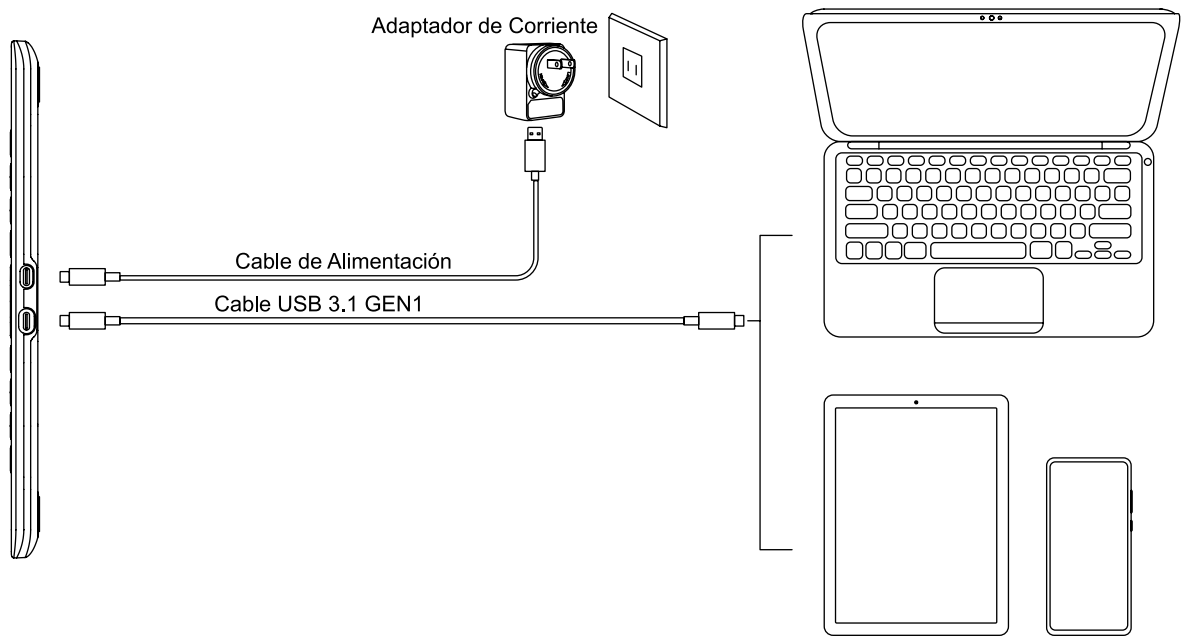 Adaptador de Corriente
Cable de Alimentación
Cable USB 3.1 GEN1